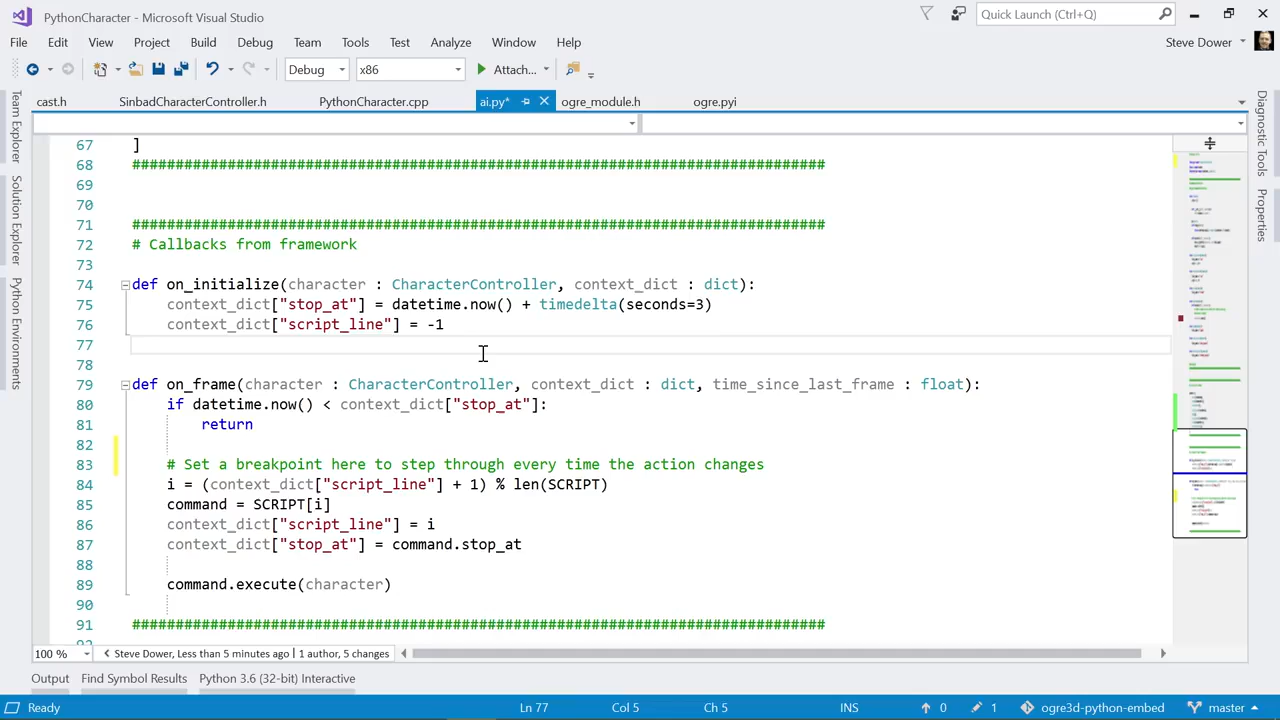 PythonCharacter - Microsoft Visual Studio
Quick Launch (Ctrl+Q)
File Edit View Project Build Debug Team Tools Test Analyze Window Help
Steve Dower
Debug x86 Attach...
cast.h SinbadCharacterController.h PythonCharacter.cpp ai.py* ogre_module.h ogre.pyi
Team Explorer
Solution Explorer
Python Environments
Diagnostic Tools
Properties
67 ]
68 ################################################################################
69
70
71 ################################################################################
72 # Callbacks from framework
73
74 def on_initialize(character : CharacterController, context_dict : dict):
75 context_dict["stop_at"] = datetime.now() + timedelta(seconds=3)
76 context_dict["script_line"] = -1
77
78
79 def on_frame(character : CharacterController, context_dict : dict, time_since_last_frame : float):
80 if datetime.now() < context_dict["stop_at"]:
81 return
82
83 # Set a breakpoint here to step through every time the action changes
84 i = (context_dict["script_line"] + 1) % len(SCRIPT)
85 command = SCRIPT[i]
86 context_dict["script_line"] = i
87 context_dict["stop_at"] = command.stop_at
88
89 command.execute(character)
90
91 ################################################################################
100 % Steve Dower, Less than 5 minutes ago | 1 author, 5 changes
Output Find Symbol Results Python 3.6 (32-bit) Interactive
Ready Ln 77 Col 5 Ch 5 INS 0 1 ogre3d-python-embed master